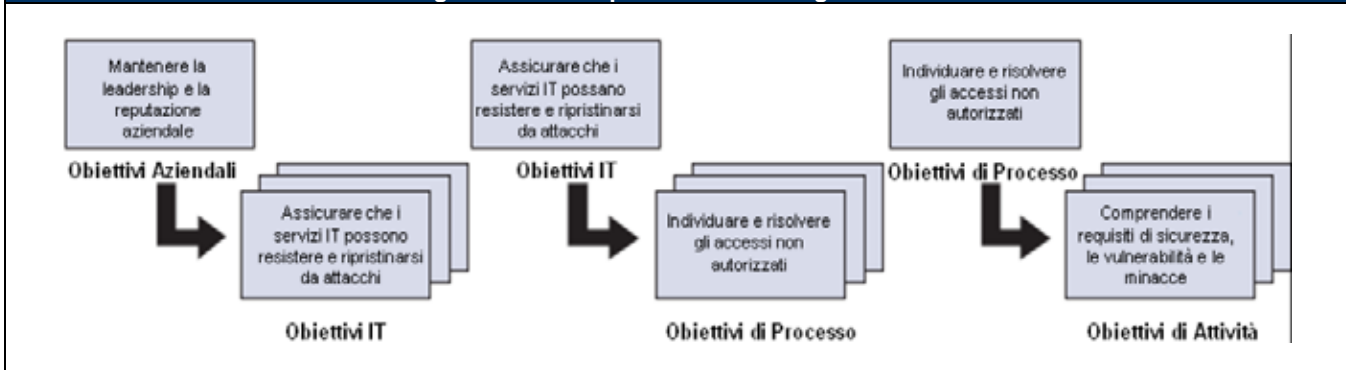 Mantenere la
leadership e la
reputazione
aziendale
Obiettivi Aziendali
Assicurare che i
servizi IT possono
resistere e ripristinarsi
da attacchi
Obiettivi IT
Assicurare che i
servizi IT possano
resistere e ripristinarsi
da attacchi
Obiettivi IT
Individuare e risolvere
gli accessi non
autorizzati
Obiettivi di Processo
Individuare e risolvere
gli accessi non
autorizzati
Obiettivi di Processo
Comprendere i
requisiti di sicurezza,
le vulnerabilità e le
minacce
Obiettivi di Attività